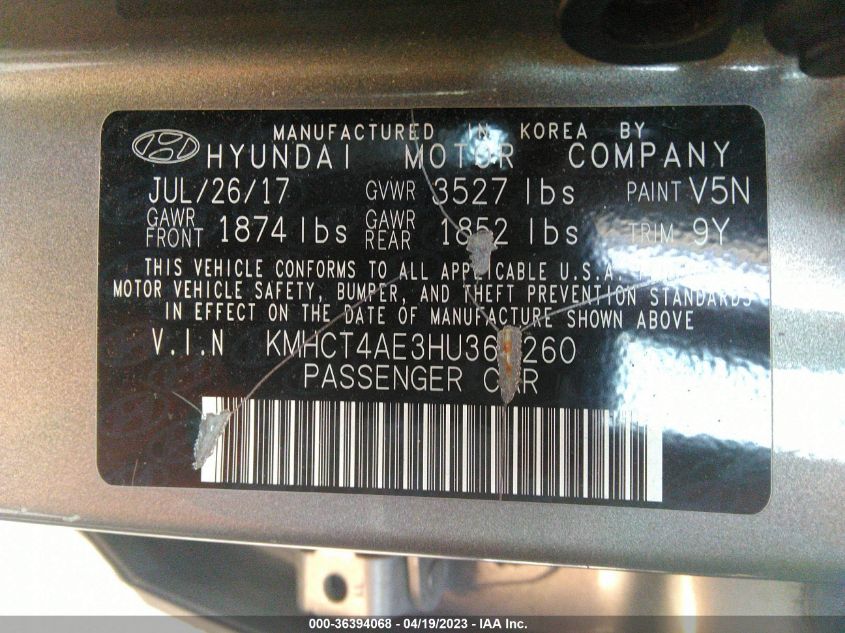 MANUFACTURED IN KOREA BY
HYUNDAI MOTOR COMPANY
JUL/26/17 GVWR 3527 lbs PAINT V5N
GAWR FRONT 1874 lbs GAWR REAR 1852 lbs TRIM 9Y
THIS VEHICLE CONFORMS TO ALL APPLICABLE U.S.A.
MOTOR VEHICLE SAFETY, BUMPER, AND THEFT PREVENTION STANDARDS
IN EFFECT ON THE DATE OF MANUFACTURE SHOWN ABOVE
V.I.N
PASSENGER CAR
000-36394068 - 04/19/2023 - IAA Inc.